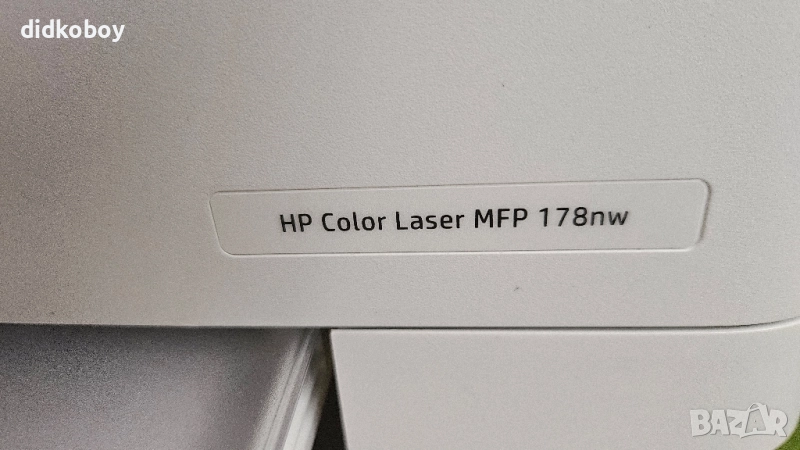 didkoboy
HP Color Laser MFP 178nw
BAZAR